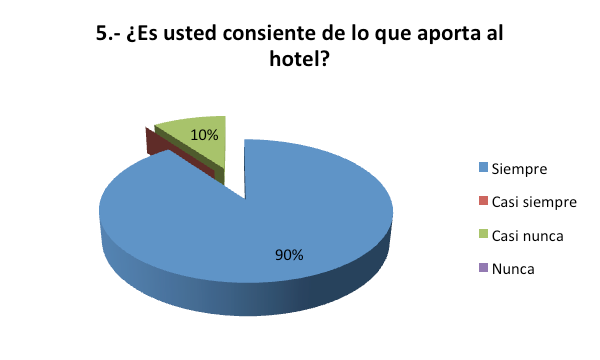 5.- ¿Es usted consiente de lo que aporta al
hotel?
10%
90%
Siempre
Casi siempre
Casi nunca
Nunca